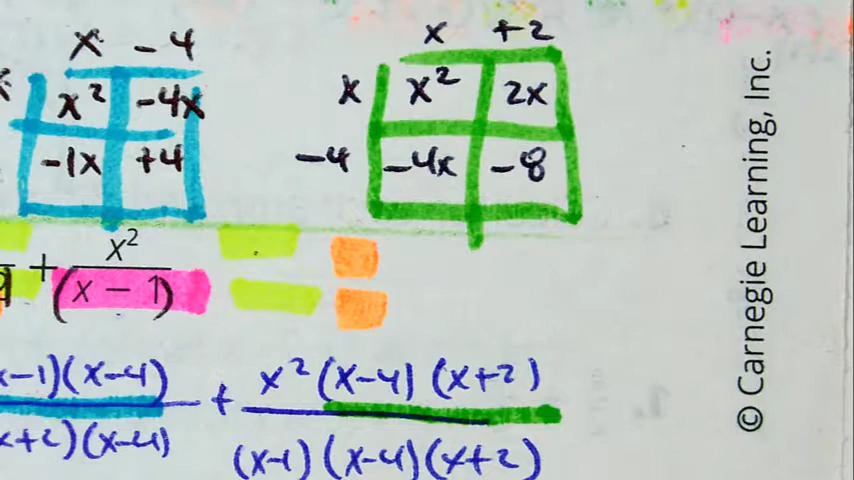 x - 4
x² -4x
-1x +4
x +2
x x² 2x
-4 -4x -8
+ x²
(x - 1)
x-1)(x-4) + x²(x-4)(x+2)
x+2)(x-4) (x-1)(x-4)(x+2)
© Carnegie Learning, Inc.